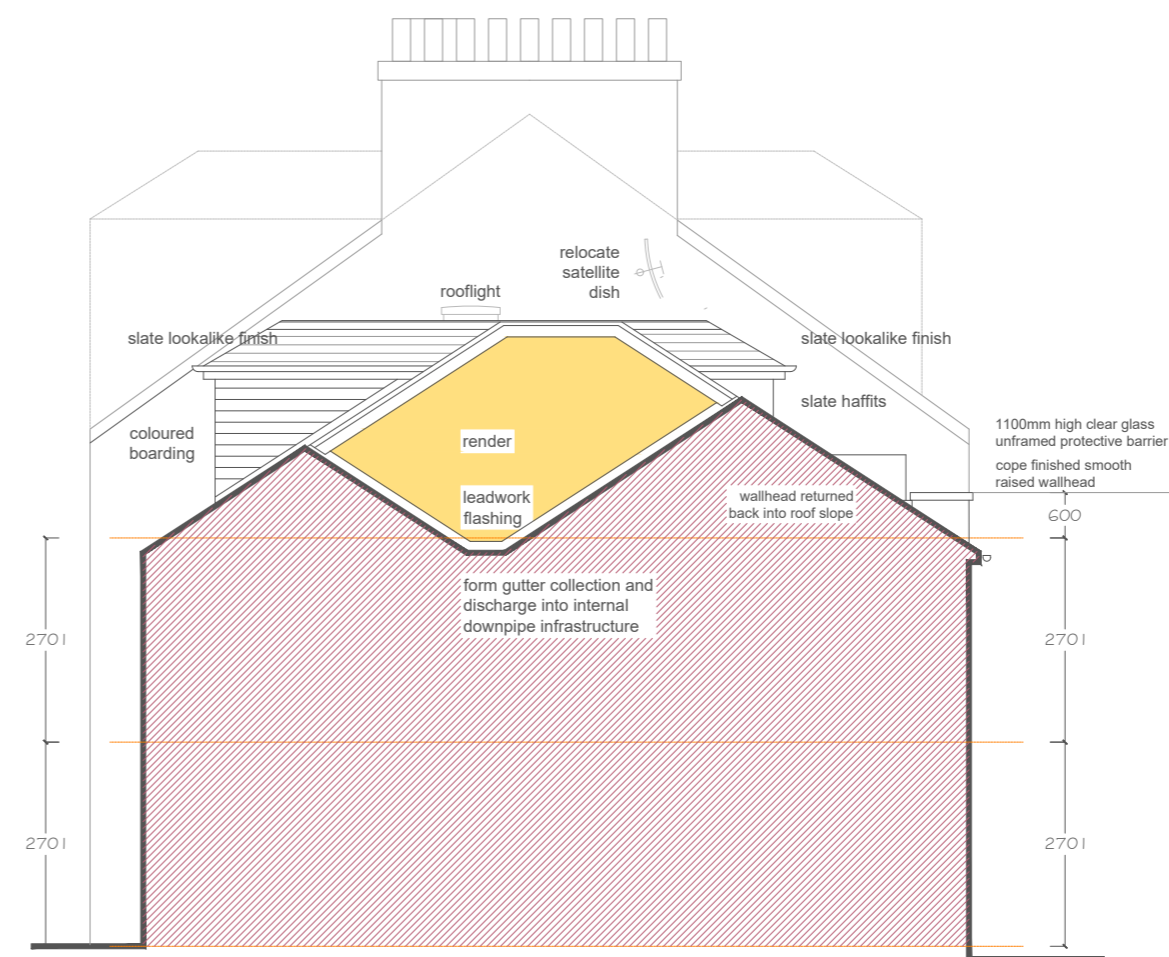 relocate
satellite
dish
rooflight
slate lookalike finish
slate lookalike finish
slate haffits
coloured
boarding
render
leadwork
flashing
wallhead returned
back into roof slope
1100mm high clear glass
unframed protective barrier
cope finished smooth
raised wallhead
600
form gutter collection and
discharge into internal
downpipe infrastructure
2701
2701
2701
2701